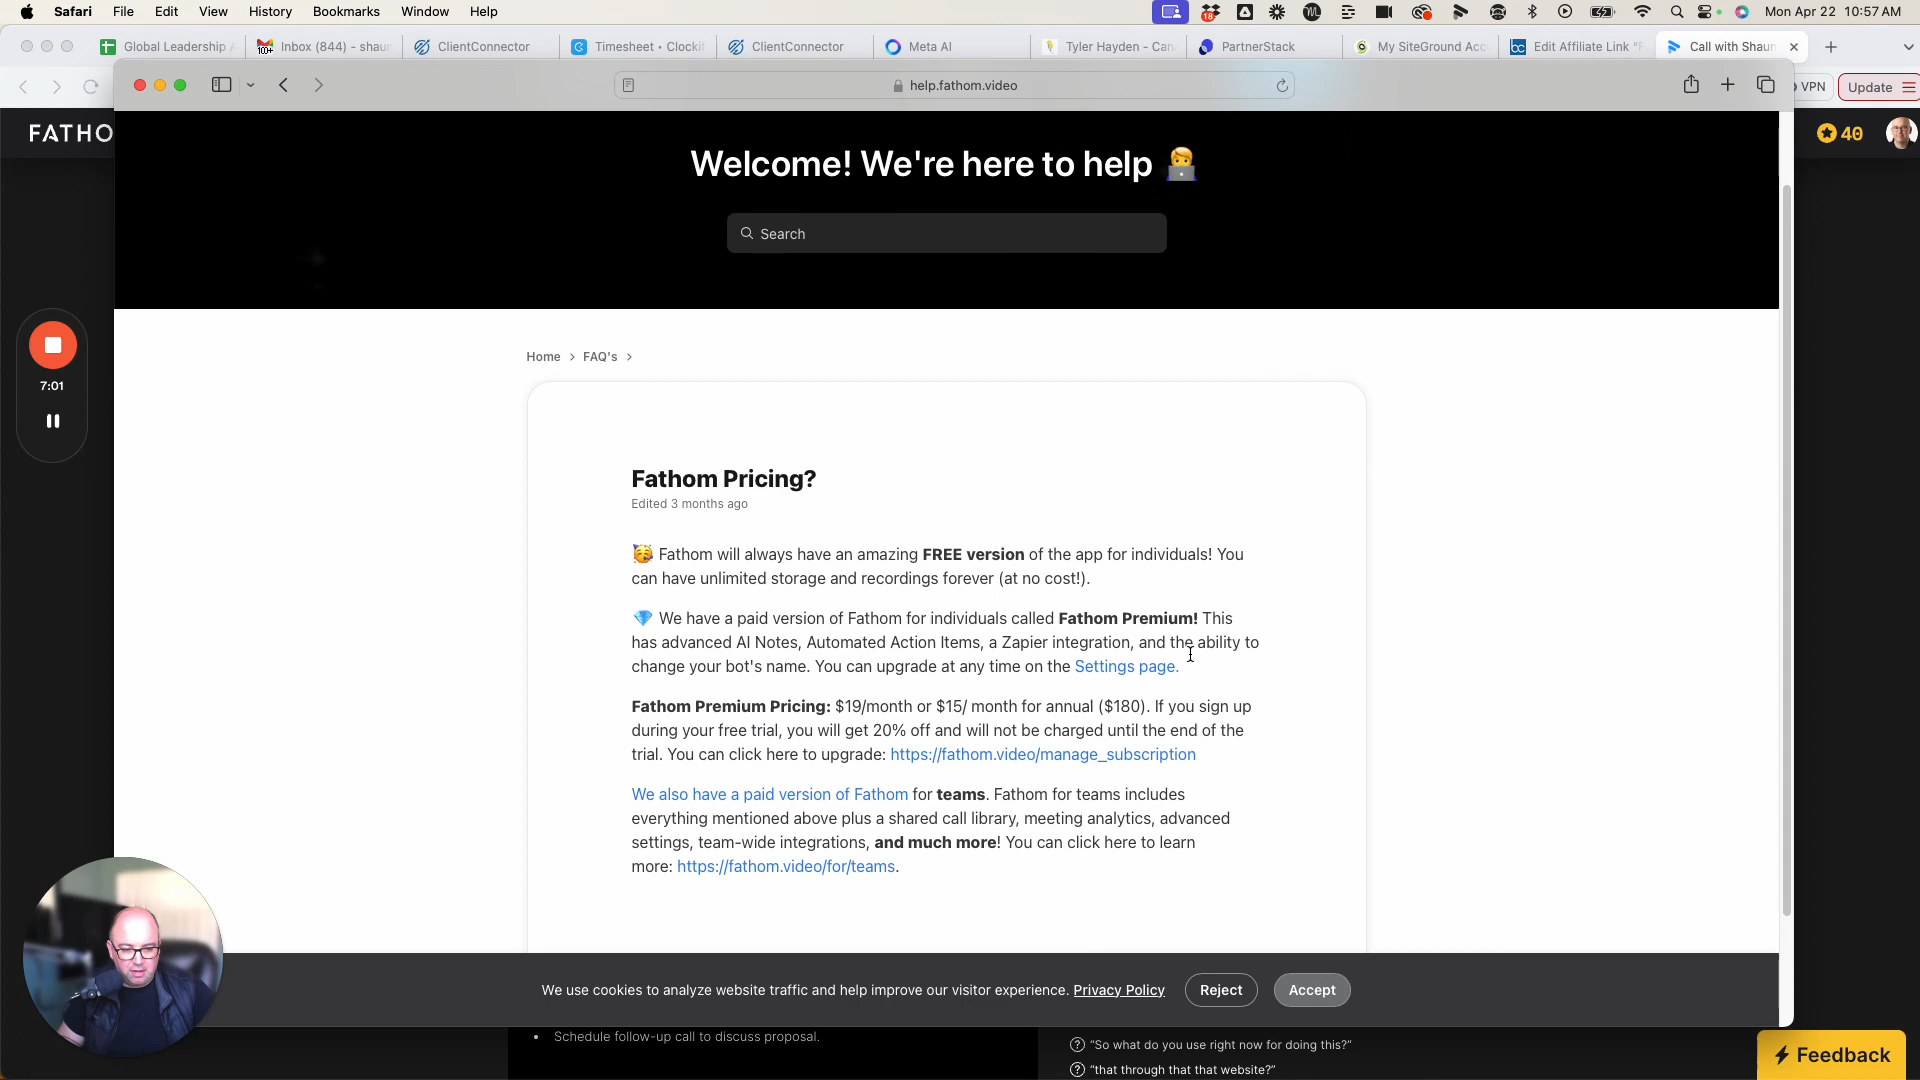 Safari File Edit View History Bookmarks Window Help
18
Mon Apr 22 10:57 AM
Global Leadership
100+ Inbox (844) - shaun
ClientConnector
Timesheet • Clockif
ClientConnector
Meta AI
Tyler Hayden - Can
PartnerStack
My SiteGround Acc
bc Edit Affiliate Link "F
Call with Shaun
help.fathom.video
VPN
Update
FATHO
40
Welcome! We're here to help
Search
Home > FAQ's >
7:01
Fathom Pricing?
Edited 3 months ago
Fathom will always have an amazing FREE version of the app for individuals! You
can have unlimited storage and recordings forever (at no cost!).
We have a paid version of Fathom for individuals called Fathom Premium! This
has advanced AI Notes, Automated Action Items, a Zapier integration, and the ability to
change your bot's name. You can upgrade at any time on the Settings page.
Fathom Premium Pricing: $19/month or $15/ month for annual ($180). If you sign up
during your free trial, you will get 20% off and will not be charged until the end of the
trial. You can click here to upgrade: https://fathom.video/manage_subscription
We also have a paid version of Fathom for teams. Fathom for teams includes
everything mentioned above plus a shared call library, meeting analytics, advanced
settings, team-wide integrations, and much more! You can click here to learn
more: https://fathom.video/for/teams.
We use cookies to analyze website traffic and help improve our visitor experience. Privacy Policy
Reject
Accept
• Schedule follow-up call to discuss proposal.
"So what do you use right now for doing this?"
"that through that that website?"
Feedback